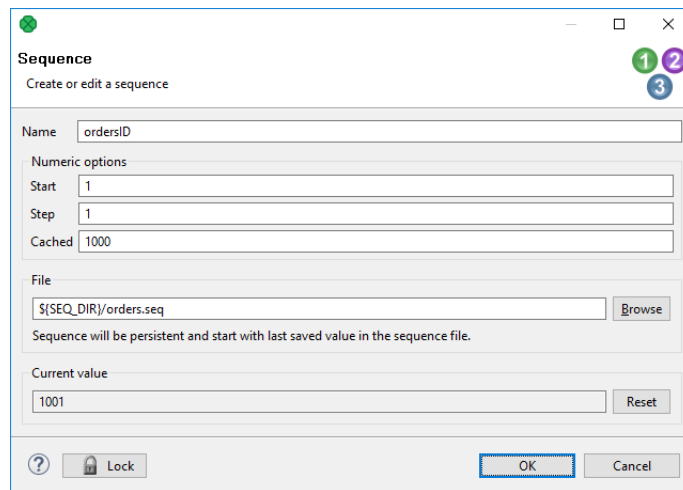 Sequence
Create or edit a sequence
1 2
3
Name ordersID
Numeric options
Start 1
Step 1
Cached 1000
File
${SEQ_DIR}/orders.seq Browse
Sequence will be persistent and start with last saved value in the sequence file.
Current value
1001 Reset
? Lock OK Cancel